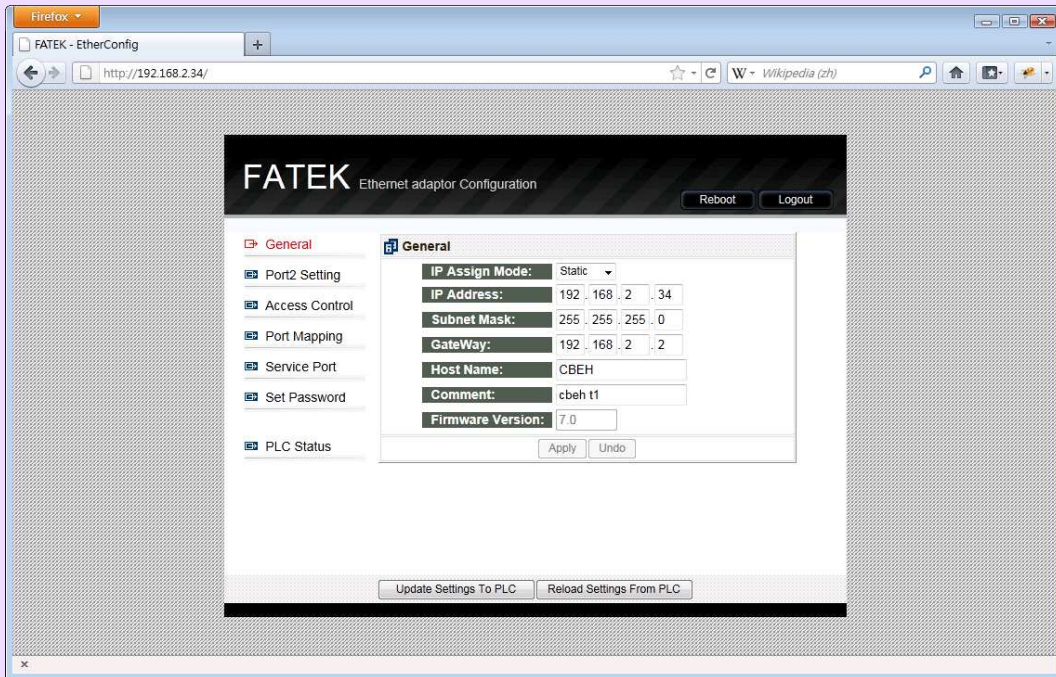 Firefox
FATEK - EtherConfig
http://192.168.2.34/
W Wikipedia (zh)
FATEK Ethernet adaptor Configuration
Reboot Logout
General
Port2 Setting
Access Control
Port Mapping
Service Port
Set Password
PLC Status
General
IP Assign Mode: Static
IP Address: 192 . 168 . 2 . 34
Subnet Mask: 255 . 255 . 255 . 0
GateWay: 192 . 168 . 2 . 2
Host Name: CBEH
Comment: cbeh t1
Firmware Version: 7.0
Apply Undo
Update Settings To PLC Reload Settings From PLC